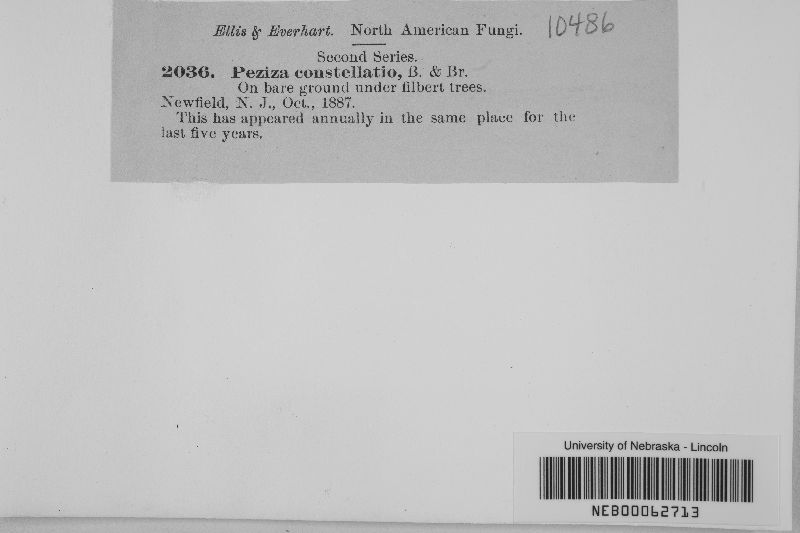 Ellis & Everhart. North American Fungi. 10486
Second Series.
2036. Peziza constellatio, B. & Br.
On bare ground under filbert trees.
Newfield, N. J., Oct., 1887.
This has appeared annually in the same place for the
last five years.
University of Nebraska - Lincoln
NEB00062713